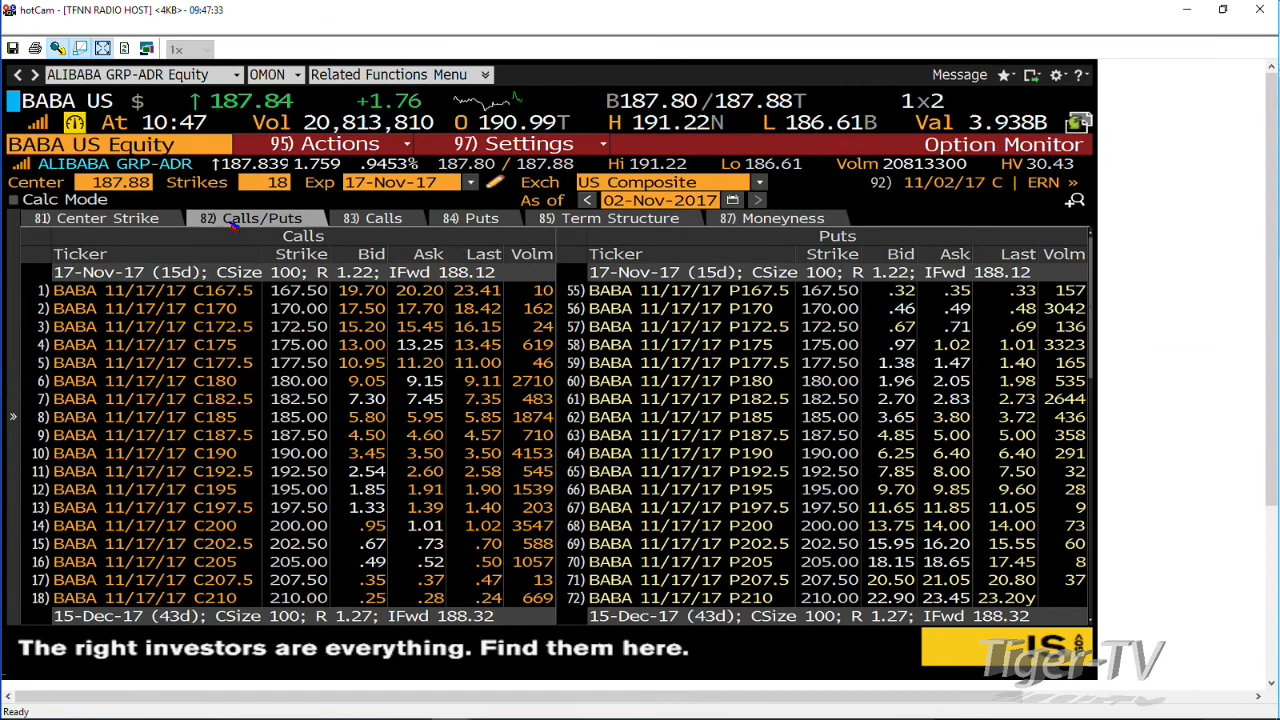 hotCam - [TFNN RADIO HOST] <4KB> - 09:47:33
1x
ALIBABA GRP-ADR Equity OMON Related Functions Menu Message
BABA US $ ↑ 187.84 +1.76 B187.80 /187.88T 1x2
At 10:47 Vol 20,813,810 O 190.99T H 191.22N L 186.61B Val 3.938B
BABA US Equity 95) Actions 97) Settings Option Monitor
ALIBABA GRP-ADR ↑187.839 1.759 .9453% 187.80 / 187.88 Hi 191.22 Lo 186.61 Volm 20813300 HV 30.43
Center 187.88 Strikes 18 Exp 17-Nov-17 Exch US Composite 92) 11/02/17 C | ERN »
Calc Mode As of < 02-Nov-2017 >
81) Center Strike 82) Calls/Puts 83) Calls 84) Puts 85) Term Structure 87) Moneyness
Calls Puts
Ticker Strike Bid Ask Last Volm Ticker Strike Bid Ask Last Volm
17-Nov-17 (15d); CSize 100; R 1.22; IFwd 188.12 17-Nov-17 (15d); CSize 100; R 1.22; IFwd 188.12
1) BABA 11/17/17 C167.5 167.50 19.70 20.20 23.41 10 55) BABA 11/17/17 P167.5 167.50 .32 .35 .33 157
2) BABA 11/17/17 C170 170.00 17.50 17.70 18.42 162 56) BABA 11/17/17 P170 170.00 .46 .49 .48 3042
3) BABA 11/17/17 C172.5 172.50 15.20 15.45 16.15 24 57) BABA 11/17/17 P172.5 172.50 .67 .71 .69 136
4) BABA 11/17/17 C175 175.00 13.00 13.25 13.45 619 58) BABA 11/17/17 P175 175.00 .97 1.02 1.01 3323
5) BABA 11/17/17 C177.5 177.50 10.95 11.20 11.00 46 59) BABA 11/17/17 P177.5 177.50 1.38 1.47 1.40 165
6) BABA 11/17/17 C180 180.00 9.05 9.15 9.11 2710 60) BABA 11/17/17 P180 180.00 1.96 2.05 1.98 535
7) BABA 11/17/17 C182.5 182.50 7.30 7.45 7.35 483 61) BABA 11/17/17 P182.5 182.50 2.70 2.83 2.73 2644
8) BABA 11/17/17 C185 185.00 5.80 5.95 5.85 1874 62) BABA 11/17/17 P185 185.00 3.65 3.80 3.72 436
9) BABA 11/17/17 C187.5 187.50 4.50 4.60 4.57 710 63) BABA 11/17/17 P187.5 187.50 4.85 5.00 5.00 358
10) BABA 11/17/17 C190 190.00 3.45 3.50 3.50 4153 64) BABA 11/17/17 P190 190.00 6.25 6.40 6.40 291
11) BABA 11/17/17 C192.5 192.50 2.54 2.60 2.58 545 65) BABA 11/17/17 P192.5 192.50 7.85 8.00 7.50 32
12) BABA 11/17/17 C195 195.00 1.85 1.91 1.90 1539 66) BABA 11/17/17 P195 195.00 9.70 9.85 9.60 28
13) BABA 11/17/17 C197.5 197.50 1.33 1.39 1.40 203 67) BABA 11/17/17 P197.5 197.50 11.65 11.85 11.05 9
14) BABA 11/17/17 C200 200.00 .95 1.01 1.02 3547 68) BABA 11/17/17 P200 200.00 13.75 14.00 14.00 73
15) BABA 11/17/17 C202.5 202.50 .67 .73 .70 588 69) BABA 11/17/17 P202.5 202.50 15.95 16.20 15.55 60
16) BABA 11/17/17 C205 205.00 .49 .52 .50 1057 70) BABA 11/17/17 P205 205.00 18.15 18.65 17.45 8
17) BABA 11/17/17 C207.5 207.50 .35 .37 .47 13 71) BABA 11/17/17 P207.5 207.50 20.50 21.05 20.80 37
18) BABA 11/17/17 C210 210.00 .25 .28 .24 669 72) BABA 11/17/17 P210 210.00 22.90 23.45 23.20y
15-Dec-17 (43d); CSize 100; R 1.27; IFwd 188.32 15-Dec-17 (43d); CSize 100; R 1.27; IFwd 188.32
The right investors are everything. Find them here.
Tiger-TV
Ready